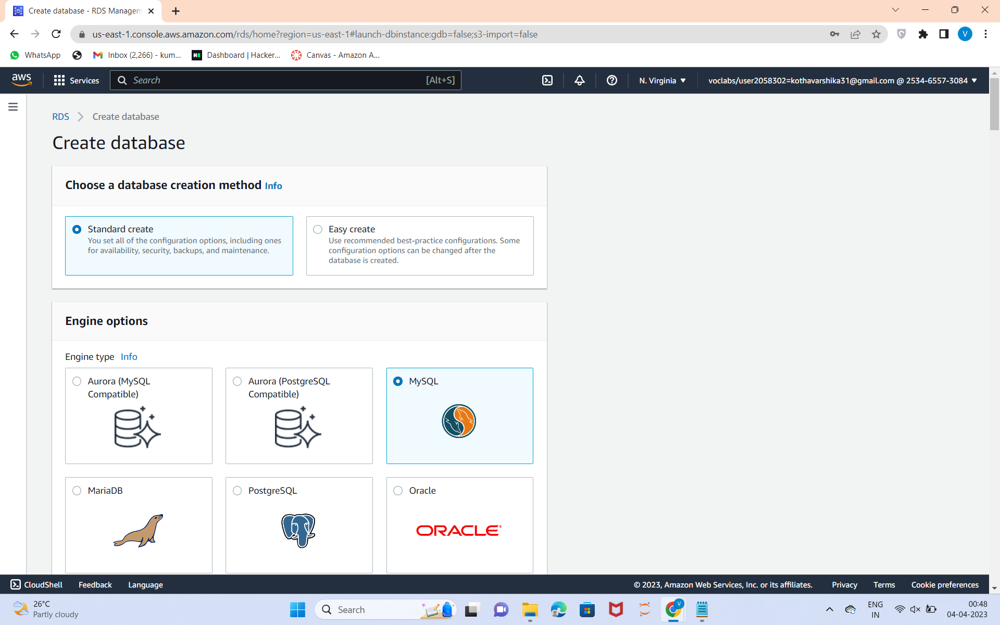 Create database - RDS Managem
us-east-1.console.aws.amazon.com/rds/home?region=us-east-1#launch-dbinstance:gdb=false;s3-import=false
V
WhatsApp
Inbox (2,266) - kum...
Dashboard | Hacker...
Canvas - Amazon A...
aws
Services
Search
[Alt+S]
N. Virginia
voclabs/user2058302=kothavarshika31@gmail.com @ 2534-6557-3084
RDS
Create database
Create database
Choose a database creation method Info
Standard create
You set all of the configuration options, including ones
for availability, security, backups, and maintenance.
Easy create
Use recommended best-practice configurations. Some
configuration options can be changed after the
database is created.
Engine options
Engine type Info
Aurora (MySQL
Compatible)
Aurora (PostgreSQL
Compatible)
MySQL
MariaDB
PostgreSQL
Oracle
ORACLE
CloudShell
Feedback
Language
© 2023, Amazon Web Services, Inc. or its affiliates.
Privacy
Terms
Cookie preferences
26°C
Partly cloudy
Search
V
ENG
IN
00:48
04-04-2023